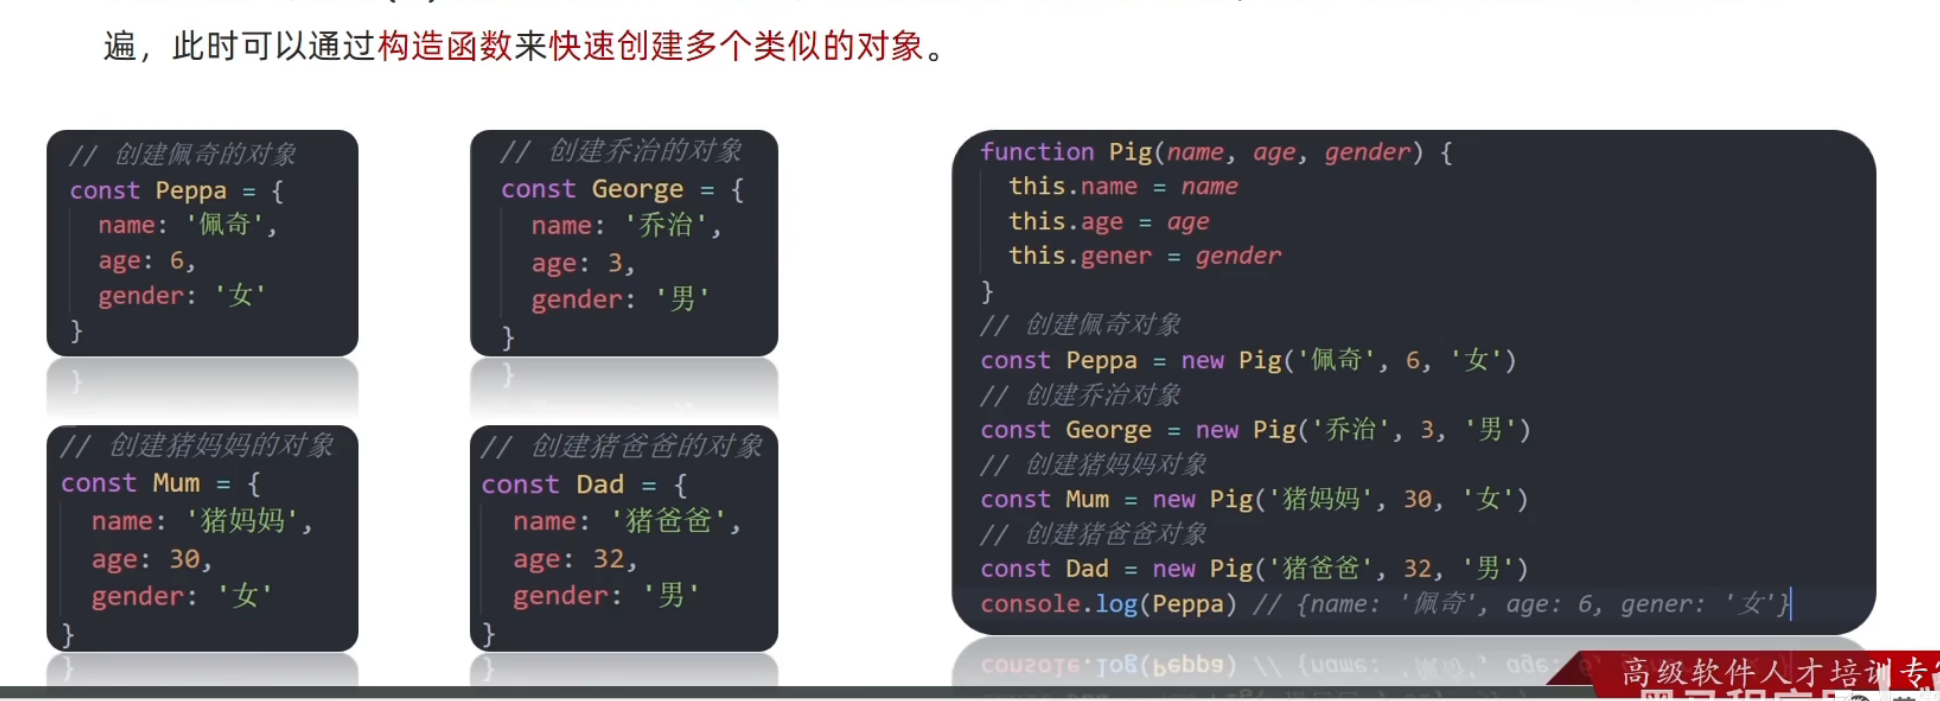 遍，此时可以通过构造函数来快速创建多个类似的对象。
// 创建佩奇的对象
const Peppa = {
  name: '佩奇',
  age: 6,
  gender: '女'
}
// 创建乔治的对象
const George = {
  name: '乔治',
  age: 3,
  gender: '男'
}
// 创建猪妈妈的对象
const Mum = {
  name: '猪妈妈',
  age: 30,
  gender: '女'
}
// 创建猪爸爸的对象
const Dad = {
  name: '猪爸爸',
  age: 32,
  gender: '男'
}
function Pig(name, age, gender) {
  this.name = name
  this.age = age
  this.gener = gender
}
// 创建佩奇对象
const Peppa = new Pig('佩奇', 6, '女')
// 创建乔治对象
const George = new Pig('乔治', 3, '男')
// 创建猪妈妈对象
const Mum = new Pig('猪妈妈', 30, '女')
// 创建猪爸爸对象
const Dad = new Pig('猪爸爸', 32, '男')
console.log(Peppa) // {name: '佩奇', age: 6, gener: '女'}
高级软件人才培训专